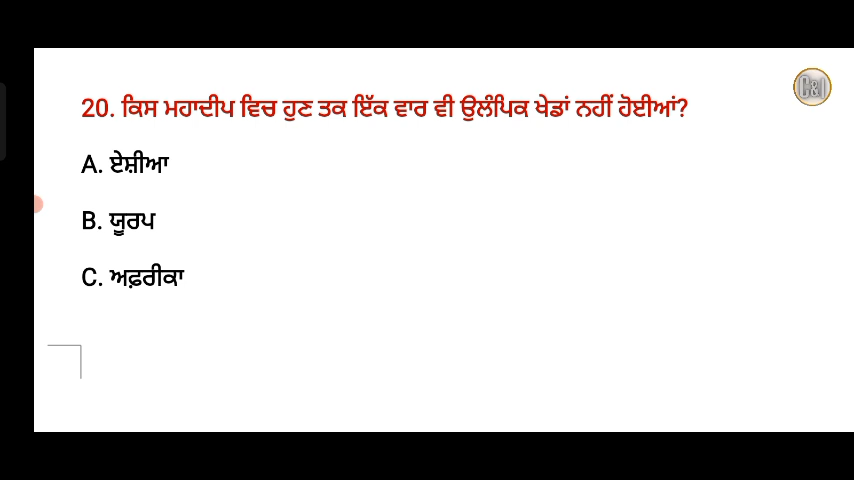 20. ਕਿਸ ਮਹਾਦੀਪ ਵਿਚ ਹੁਣ ਤਕ ਇੱਕ ਵਾਰ ਵੀ ਉਲੰਪਿਕ ਖੇਡਾਂ ਨਹੀਂ ਹੋਈਆਂ?
C&I
A. ਏਸ਼ੀਆ
B. ਯੂਰਪ
C. ਅਫ਼ਰੀਕਾ